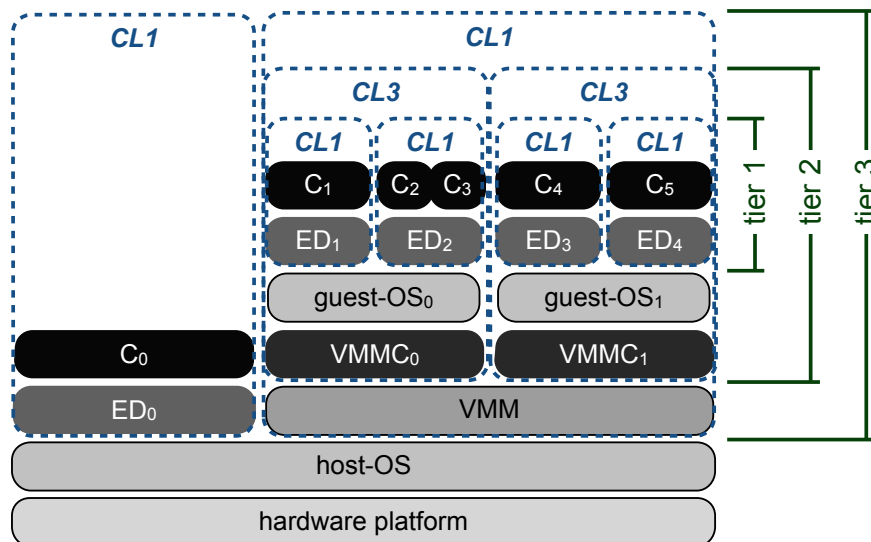 CL1
CL1
CL3
CL3
CL1
CL1
CL1
CL1
C₁
C₂
C₃
C₄
C₅
ED₁
ED₂
ED₃
ED₄
guest-OS₀
guest-OS₁
C₀
VMMC₀
VMMC₁
ED₀
VMM
host-OS
hardware platform
tier 1
tier 2
tier 3